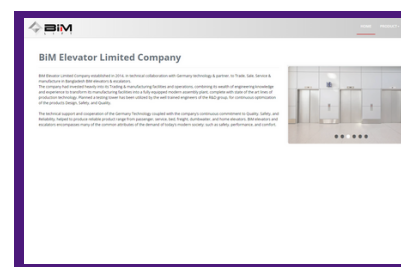 BiM
LIFT
HOME PRODUCTS
BiM Elevator Limited Company
BiM Elevator Limited Company established in 2016, in technical collaboration with Germany technology & partner. to Trade, Sale, Service &
manufacture in Bangladesh BiM elevators & escalators.
The company had invested heavily into its Trading & manufacturing facilities and operations, combining its wealth of engineering knowledge
and experience to transform its manufacturing facilities into a fully equipped modern assembly plant, complete with state of the art lines of
production technology. Planned a testing tower has been utilized by the well-trained engineers of the R&D group, for continuous optimization
of the products Design, Safety, and Quality.
The technical support and cooperation of the Germany Technology, coupled with the company's continuous commitment to Quality, Safety, and
Reliability, helped to produce reliable product range from passenger, service, bed, freight, dumbwaiter, and home elevator. BiM elevators and
escalators encompasses many of the common attributes of the demand of today's modern society; such as safety, performance, and comfort.